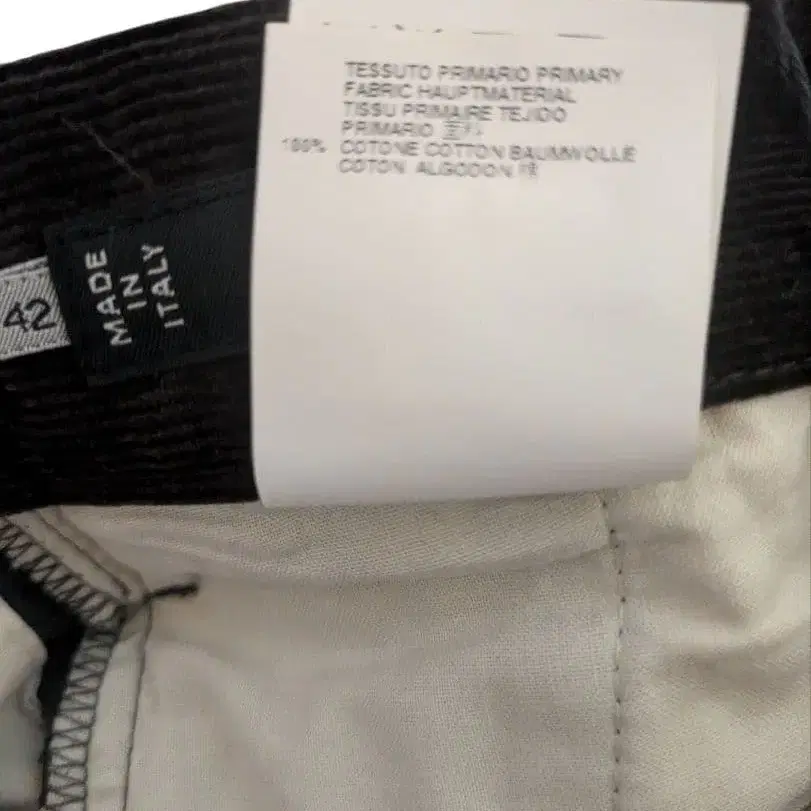 TESSUTO PRIMARIO PRIMARY
FABRIC HAUPTMATERIAL
TISSU PRIMAIRE TEJIDO
PRIMARIO
100% COTONE COTTON BAUMWOLLE
COTON ALGODON 棉
MADE
IN
ITALY
42